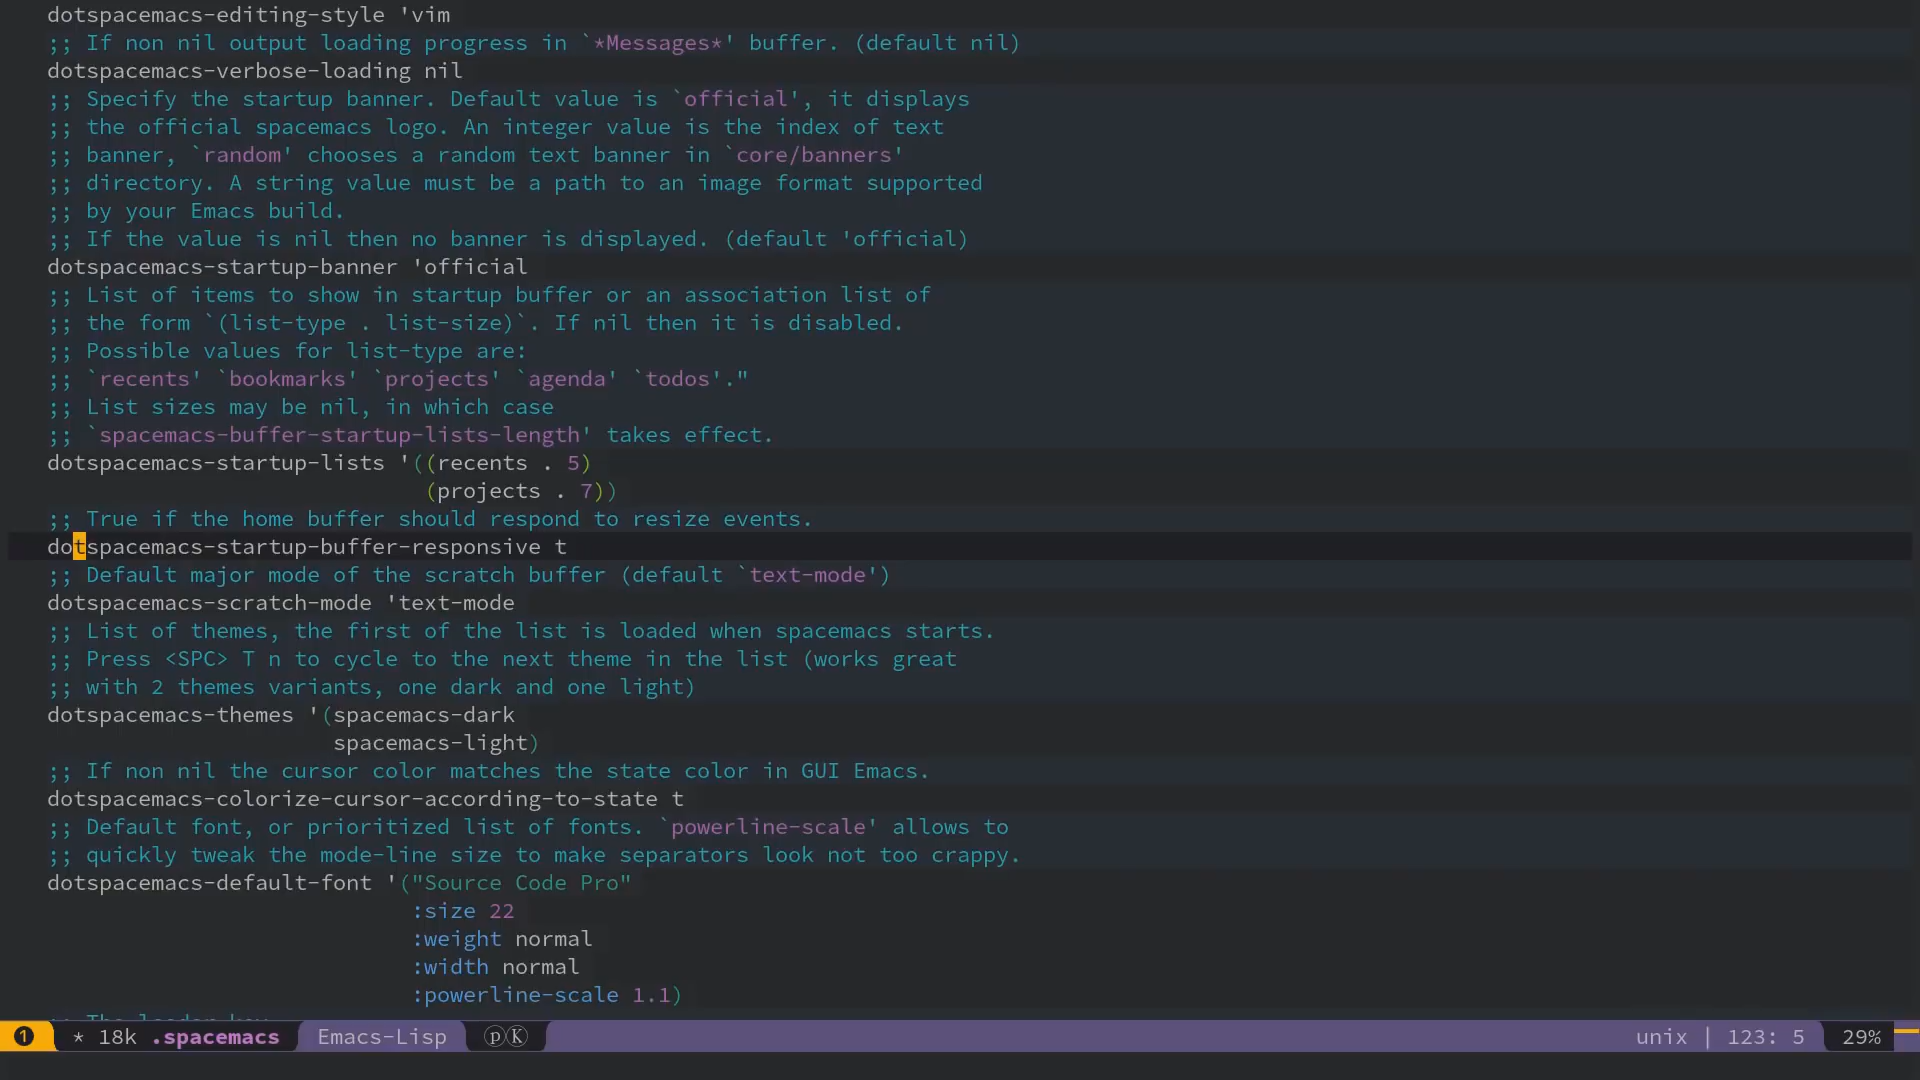 dotspacemacs-editing-style 'vim
;; If non nil output loading progress in `*Messages*' buffer. (default nil)
dotspacemacs-verbose-loading nil
;; Specify the startup banner. Default value is `official', it displays
;; the official spacemacs logo. An integer value is the index of text
;; banner, `random' chooses a random text banner in `core/banners'
;; directory. A string value must be a path to an image format supported
;; by your Emacs build.
;; If the value is nil then no banner is displayed. (default 'official)
dotspacemacs-startup-banner 'official
;; List of items to show in startup buffer or an association list of
;; the form `(list-type . list-size)`. If nil then it is disabled.
;; Possible values for list-type are:
;; `recents' `bookmarks' `projects' `agenda' `todos'."
;; List sizes may be nil, in which case
;; `spacemacs-buffer-startup-lists-length' takes effect.
dotspacemacs-startup-lists '((recents . 5)
(projects . 7))
;; True if the home buffer should respond to resize events.
dotspacemacs-startup-buffer-responsive t
;; Default major mode of the scratch buffer (default `text-mode')
dotspacemacs-scratch-mode 'text-mode
;; List of themes, the first of the list is loaded when spacemacs starts.
;; Press <SPC> T n to cycle to the next theme in the list (works great
;; with 2 themes variants, one dark and one light)
dotspacemacs-themes '(spacemacs-dark
spacemacs-light)
;; If non nil the cursor color matches the state color in GUI Emacs.
dotspacemacs-colorize-cursor-according-to-state t
;; Default font, or prioritized list of fonts. `powerline-scale' allows to
;; quickly tweak the mode-line size to make separators look not too crappy.
dotspacemacs-default-font '("Source Code Pro"
:size 22
:weight normal
:width normal
:powerline-scale 1.1)
;; The leader key
❶ * 18k .spacemacs Emacs-Lisp ⓟⓀ unix | 123: 5 29%